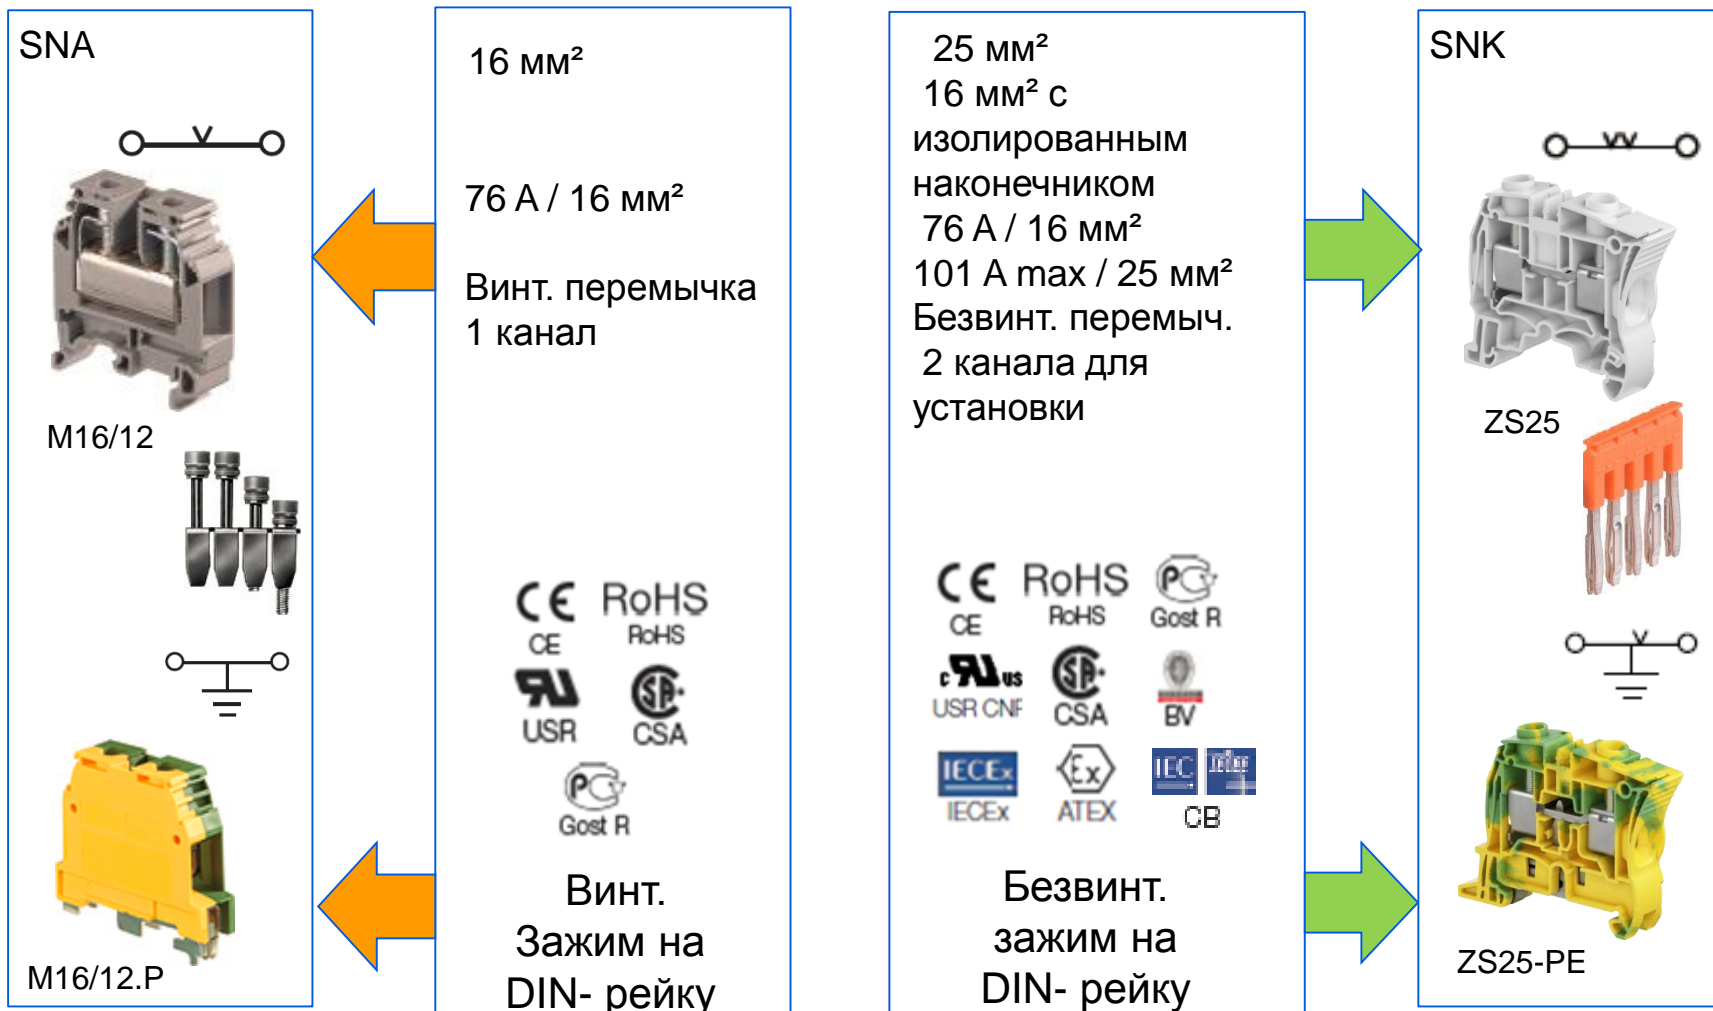 SNA
M16/12
M16/12.P
16 мм²
76 A / 16 мм²
Винт. перемычка
1 канал
CE
RoHS
CE
RoHS
USR
CSA
Gost R
Винт.
Зажим на
DIN- рейку
25 мм²
16 мм² с
изолированным
наконечником
76 A / 16 мм²
101 A max / 25 мм²
Безвинт. перемыч.
2 канала для
установки
CE
RoHS
CE
RoHS
Gost R
c US
USR CNR
CSA
BV
IECEx
Ex
IEC
IECEx
ATEX
CB
Безвинт.
зажим на
DIN- рейку
SNK
ZS25
ZS25-PE